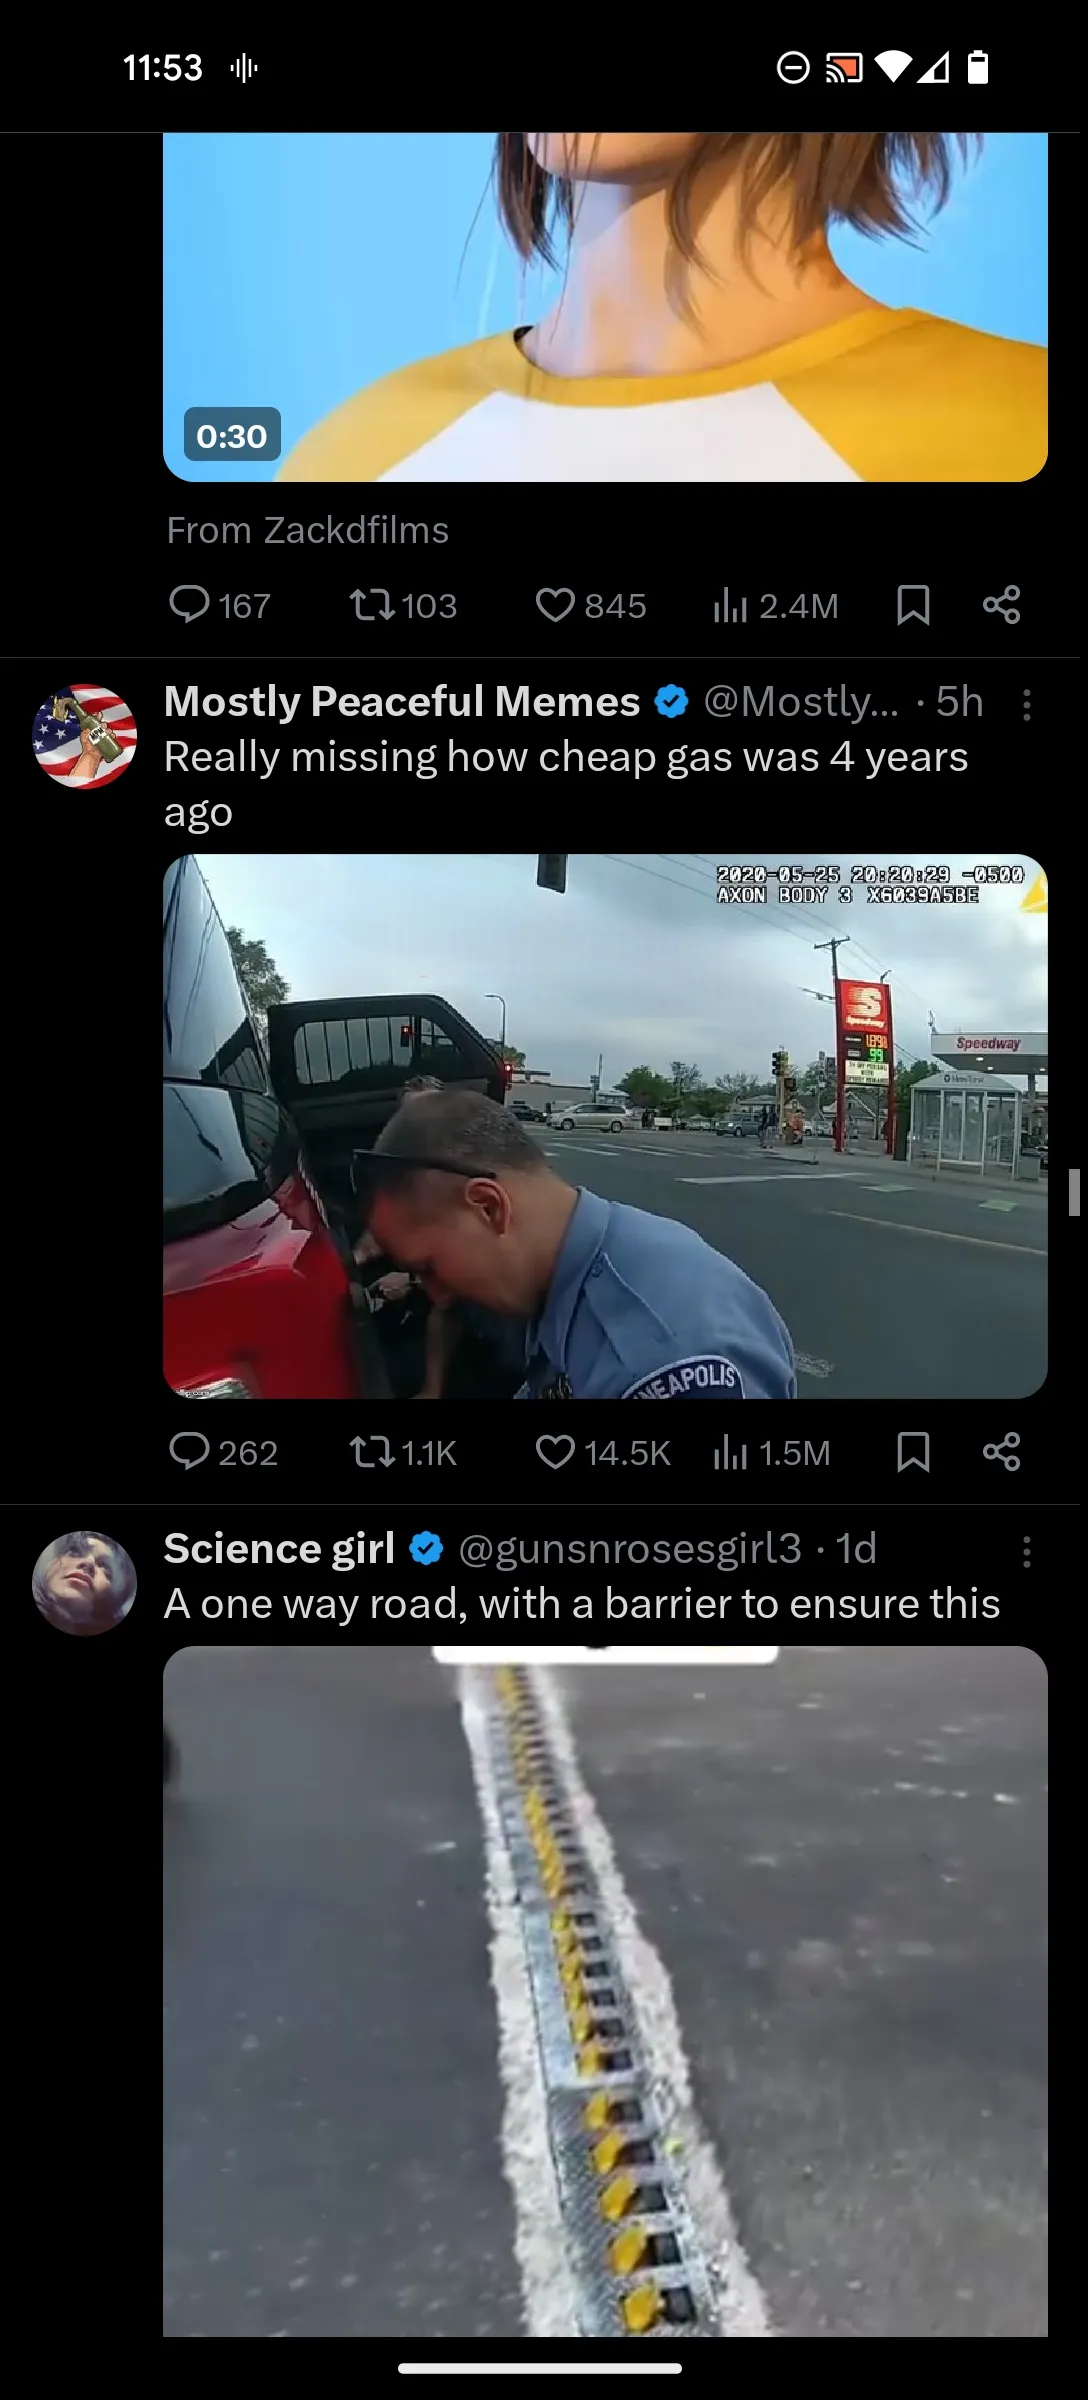 11:53
0:30
From Zackdfilms
167 103 845 2.4M
Mostly Peaceful Memes @Mostly... · 5h
Really missing how cheap gas was 4 years
ago
2020-05-25 20:20:29 -0500
AXON BODY 3 X6039A5BE
S
Speedway
Speedway
NEAPOLIS
262 1.1K 14.5K 1.5M
Science girl @gunsnrosesgirl3 · 1d
A one way road, with a barrier to ensure this